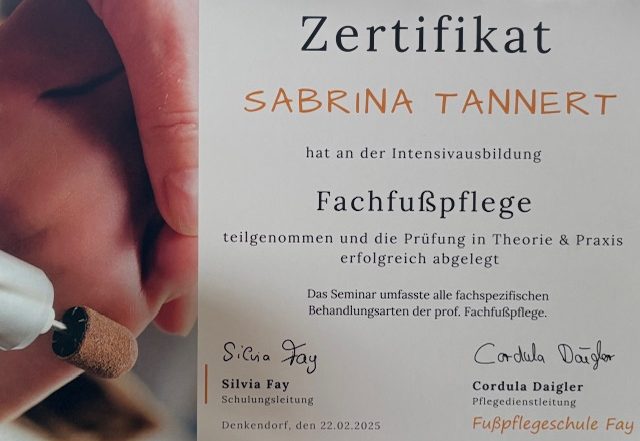 Zertifikat
SABRINA TANNERT
hat an der Intensivausbildung
Fachfußpflege
teilgenommen und die Prüfung in Theorie & Praxis
erfolgreich abgelegt
Das Seminar umfasste alle fachspezifischen
Behandlungsarten der prof. Fachfußpflege.
Silvia Fay
Cordula Daigler
Silvia Fay
Schulungsleitung
Cordula Daigler
Pflegedienstleitung
Denkendorf, den 22.02.2025
Fußpflegeschule Fay